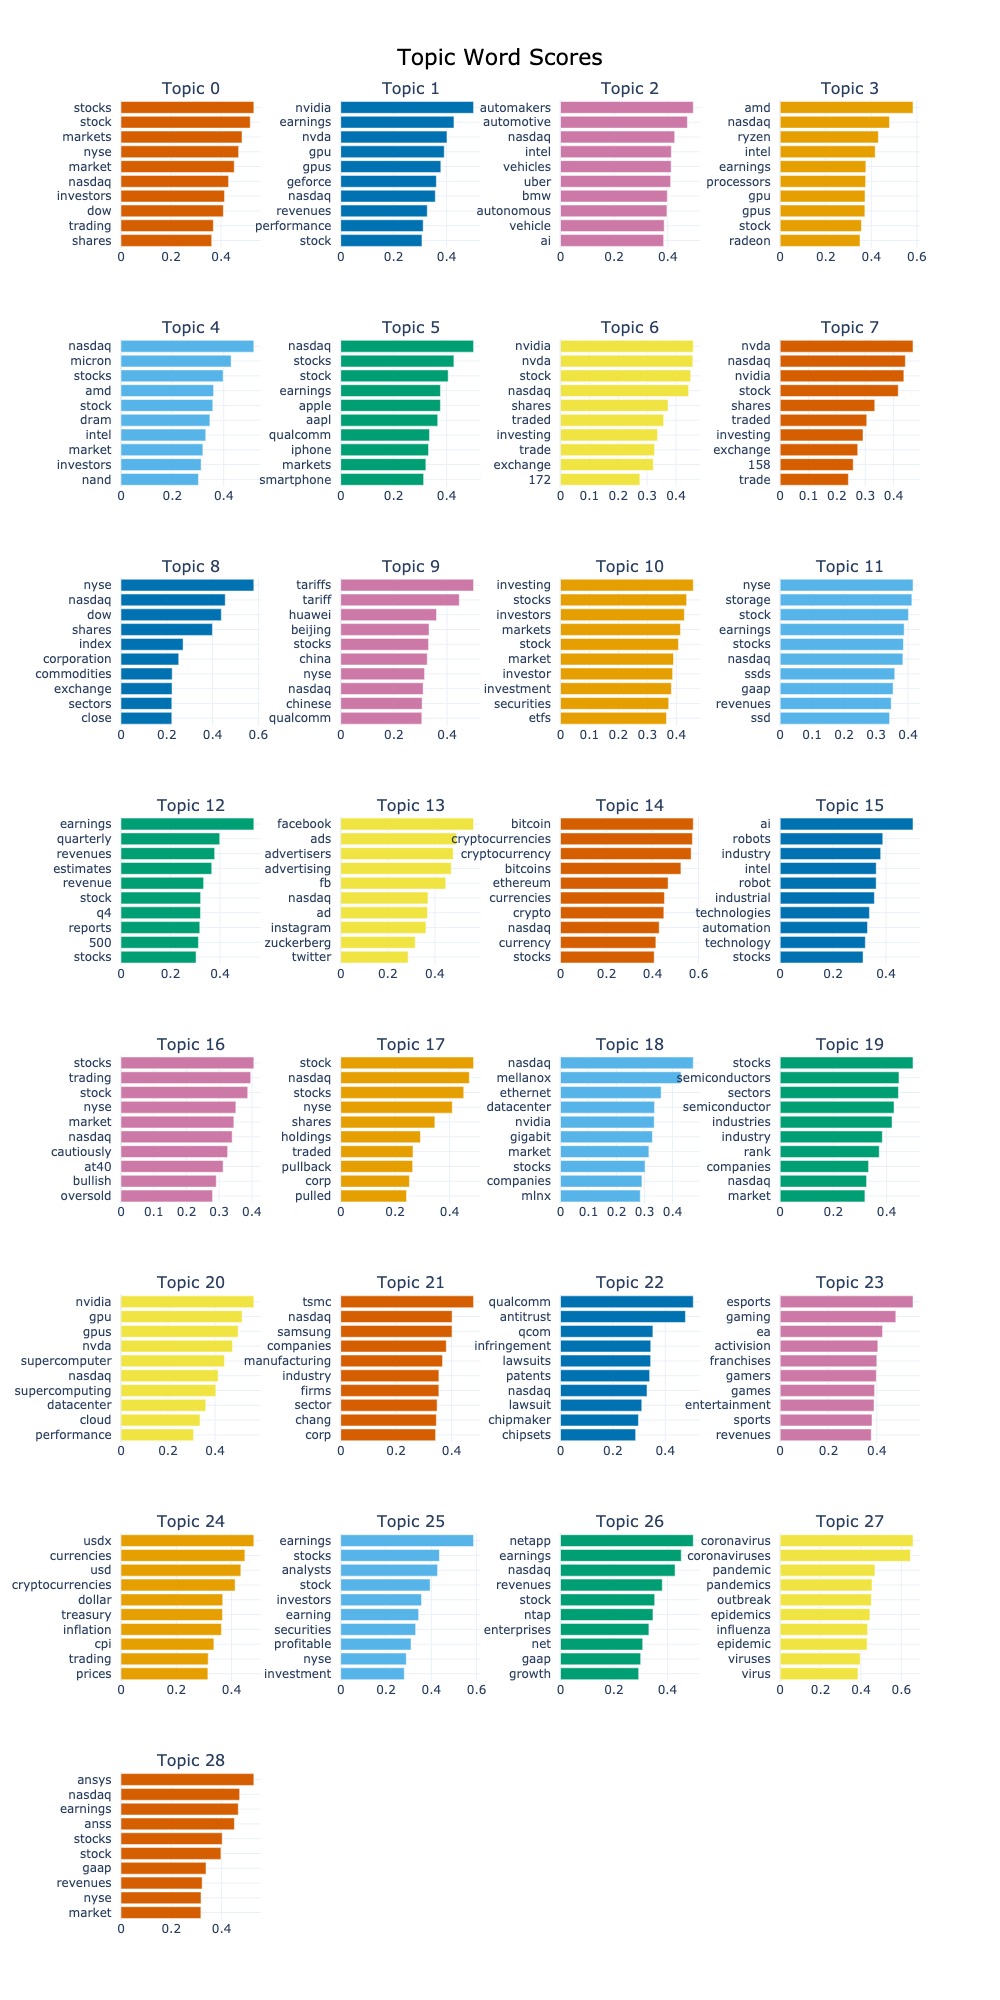 Topic Word Scores
Topic 0
stocks
stock
markets
nyse
market
nasdaq
investors
dow
trading
shares
0 0.2 0.4
Topic 1
nvidia
earnings
nvda
gpu
gpus
geforce
nasdaq
revenues
performance
stock
0 0.2 0.4
Topic 2
automakers
automotive
nasdaq
intel
vehicles
uber
bmw
autonomous
vehicle
ai
0 0.2 0.4
Topic 3
amd
nasdaq
ryzen
intel
earnings
processors
gpu
gpus
stock
radeon
0 0.2 0.4 0.6
Topic 4
nasdaq
micron
stocks
amd
stock
dram
intel
market
investors
nand
0 0.2 0.4
Topic 5
nasdaq
stocks
stock
earnings
apple
aapl
qualcomm
iphone
markets
smartphone
0 0.2 0.4
Topic 6
nvidia
nvda
stock
nasdaq
shares
traded
investing
trade
exchange
172
0 0.1 0.2 0.3 0.4
Topic 7
nvda
nasdaq
nvidia
stock
shares
traded
investing
exchange
158
trade
0 0.1 0.2 0.3 0.4
Topic 8
nyse
nasdaq
dow
shares
index
corporation
commodities
exchange
sectors
close
0 0.2 0.4 0.6
Topic 9
tariffs
tariff
huawei
beijing
stocks
china
nyse
nasdaq
chinese
qualcomm
0 0.2 0.4
Topic 10
investing
stocks
investors
markets
stock
market
investor
investment
securities
etfs
0 0.1 0.2 0.3 0.4
Topic 11
nyse
storage
stock
earnings
stocks
nasdaq
ssds
gaap
revenues
ssd
0 0.1 0.2 0.3 0.4
Topic 12
earnings
quarterly
revenues
estimates
revenue
stock
q4
reports
500
stocks
0 0.2 0.4
Topic 13
facebook
ads
advertisers
advertising
fb
nasdaq
ad
instagram
zuckerberg
twitter
0 0.2 0.4
Topic 14
bitcoin
cryptocurrencies
cryptocurrency
bitcoins
ethereum
currencies
crypto
nasdaq
currency
stocks
0 0.2 0.4 0.6
Topic 15
ai
robots
industry
intel
robot
industrial
technologies
automation
technology
stocks
0 0.2 0.4
Topic 16
stocks
trading
stock
nyse
market
nasdaq
cautiously
at40
bullish
oversold
0 0.1 0.2 0.3 0.4
Topic 17
stock
nasdaq
stocks
nyse
shares
holdings
traded
pullback
corp
pulled
0 0.2 0.4
Topic 18
nasdaq
mellanox
ethernet
datacenter
nvidia
gigabit
market
stocks
companies
mlnx
0 0.1 0.2 0.3 0.4
Topic 19
stocks
semiconductors
sectors
semiconductor
industries
industry
rank
companies
nasdaq
market
0 0.2 0.4
Topic 20
nvidia
gpu
gpus
nvda
supercomputer
nasdaq
supercomputing
datacenter
cloud
performance
0 0.2 0.4
Topic 21
tsmc
nasdaq
samsung
companies
manufacturing
industry
firms
sector
chang
corp
0 0.2 0.4
Topic 22
qualcomm
antitrust
qcom
infringement
lawsuits
patents
nasdaq
lawsuit
chipmaker
chipsets
0 0.2 0.4
Topic 23
esports
gaming
ea
activision
franchises
gamers
games
entertainment
sports
revenues
0 0.2 0.4
Topic 24
usdx
currencies
usd
cryptocurrencies
dollar
treasury
inflation
cpi
trading
prices
0 0.2 0.4
Topic 25
earnings
stocks
analysts
stock
investors
earning
securities
profitable
nyse
investment
0 0.2 0.4 0.6
Topic 26
netapp
earnings
nasdaq
revenues
stock
ntap
enterprises
net
gaap
growth
0 0.2 0.4
Topic 27
coronavirus
coronaviruses
pandemic
pandemics
outbreak
epidemics
influenza
epidemic
viruses
virus
0 0.2 0.4 0.6
Topic 28
ansys
nasdaq
earnings
anss
stocks
stock
gaap
revenues
nyse
market
0 0.2 0.4